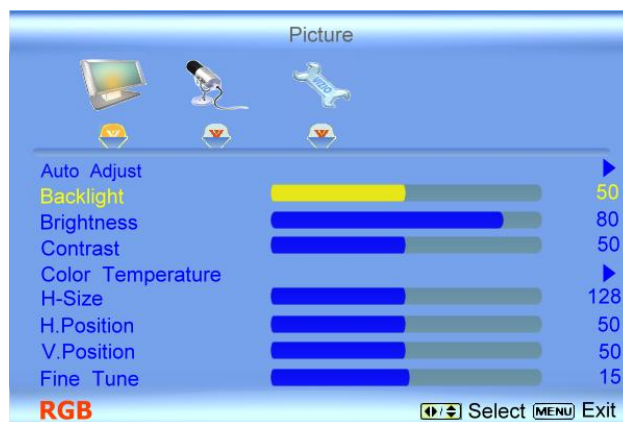 Picture
VIZIO
Auto Adjust
Backlight 50
Brightness 80
Contrast 50
Color Temperature
H-Size 128
H.Position 50
V.Position 50
Fine Tune 15
RGB / Select MENU Exit